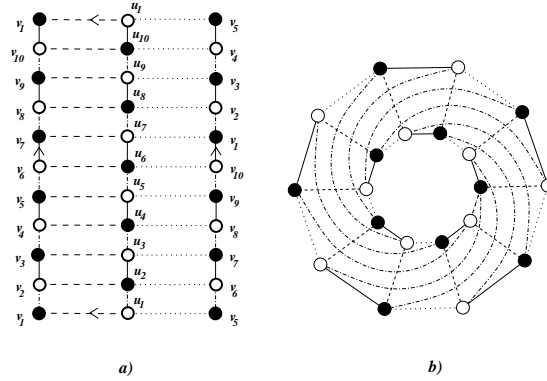 v1 u1 v5
v10 u10 v4
v9 u9 v3
v8 u8 v2
v7 u7 v1
v6 u6 v10
v5 u5 v9
v4 u4 v8
v3 u3 v7
v2 u2 v6
v1 u1 v5
a) b)